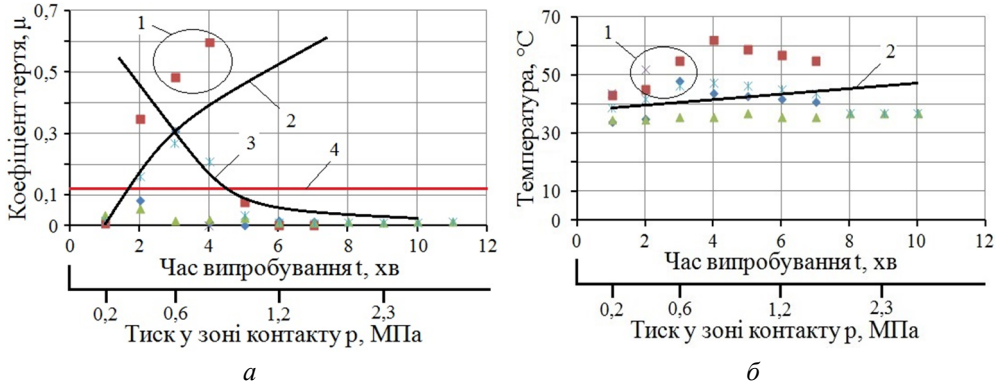 Коефіцієнт тертя, μ
0,7
0,5
0,3
0,1
0
1
2
3
4
0 2 4 6 8 10 12
Час випробування t, хв
0,2 0,6 1,2 2,3
Тиск у зоні контакту p, МПа
а
Температура, °C
70
50
30
10
0
1
2
0 2 4 6 8 10 12
Час випробування t, хв
0,2 0,6 1,2 2,3
Тиск у зоні контакту p, МПа
б